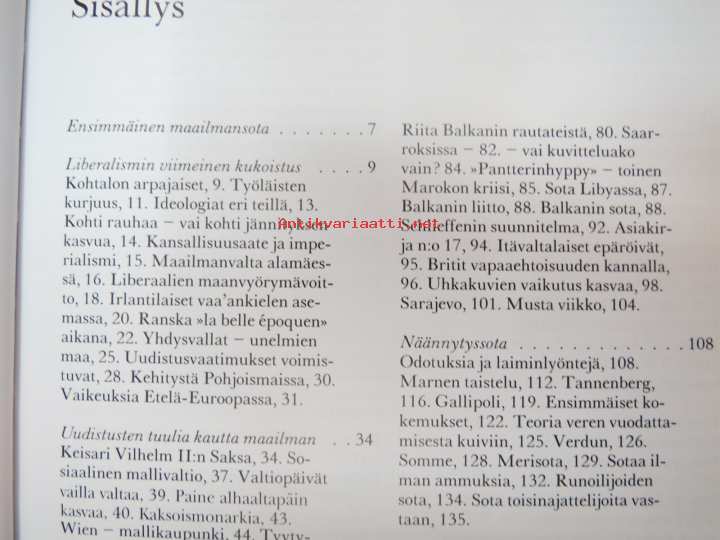 Sisällys
Ensimmäinen maailmansota . . . . . . . 7
Liberalismin viimeinen kukoistus . . . . 9
Kohtalon arpajaiset, 9. Työläisten
kurjuus, 11. Ideologiat eri teillä, 13.
Kohti rauhaa – vai kohti jännityksen
kasvua, 14. Kansallisuusaate ja impe-
rialismi, 15. Maailmanvalta alamäes-
sä, 16. Liberaalien maanvyörymävoit-
to, 18. Irlantilaiset vaa'ankielen ase-
massa, 20. Ranska »la belle époquen»
aikana, 22. Yhdysvallat – unelmien
maa, 25. Uudistusvaatimukset voimis-
tuvat, 28. Kehitystä Pohjoismaissa, 30.
Vaikeuksia Etelä-Euroopassa, 31.
Uudistusten tuulia kautta maailman . . 34
Keisari Vilhelm II:n Saksa, 34. So-
siaalinen mallivaltio, 37. Valtiopäivät
vailla valtaa, 39. Paine alhaaltapäin
kasvaa, 40. Kaksoismonarkia, 43.
Wien – mallikaupunki, 44. Tyyty-
Riita Balkanin rautateistä, 80. Saar-
roksissa – 82. – vai kuvitteluako
vain? 84. »Pantterinhyppy» – toinen
Marokon kriisi, 85. Sota Libyassa, 87.
Balkanin liitto, 88. Balkanin sota, 88.
Schlieffenin suunnitelma, 92. Asiakir-
ja n:o 17, 94. Itävaltalaiset epäröivät,
95. Britit vapaaehtoisuuden kannalla,
96. Uhkakuvien vaikutus kasvaa, 98.
Sarajevo, 101. Musta viikko, 104.
Näännytyssota . . . . . . . . . . . . . 108
Odotuksia ja laiminlyöntejä, 108.
Marnen taistelu, 112. Tannenberg,
116. Gallipoli, 119. Ensimmäiset ko-
kemukset, 122. Teoria veren vuodatta-
misesta kuiviin, 125. Verdun, 126.
Somme, 128. Merisota, 129. Sotaa il-
man ammuksia, 132. Runoilijoiden
sota, 134. Sota toisinajattelijoita vas-
taan, 135.
Antikvariaatti.net